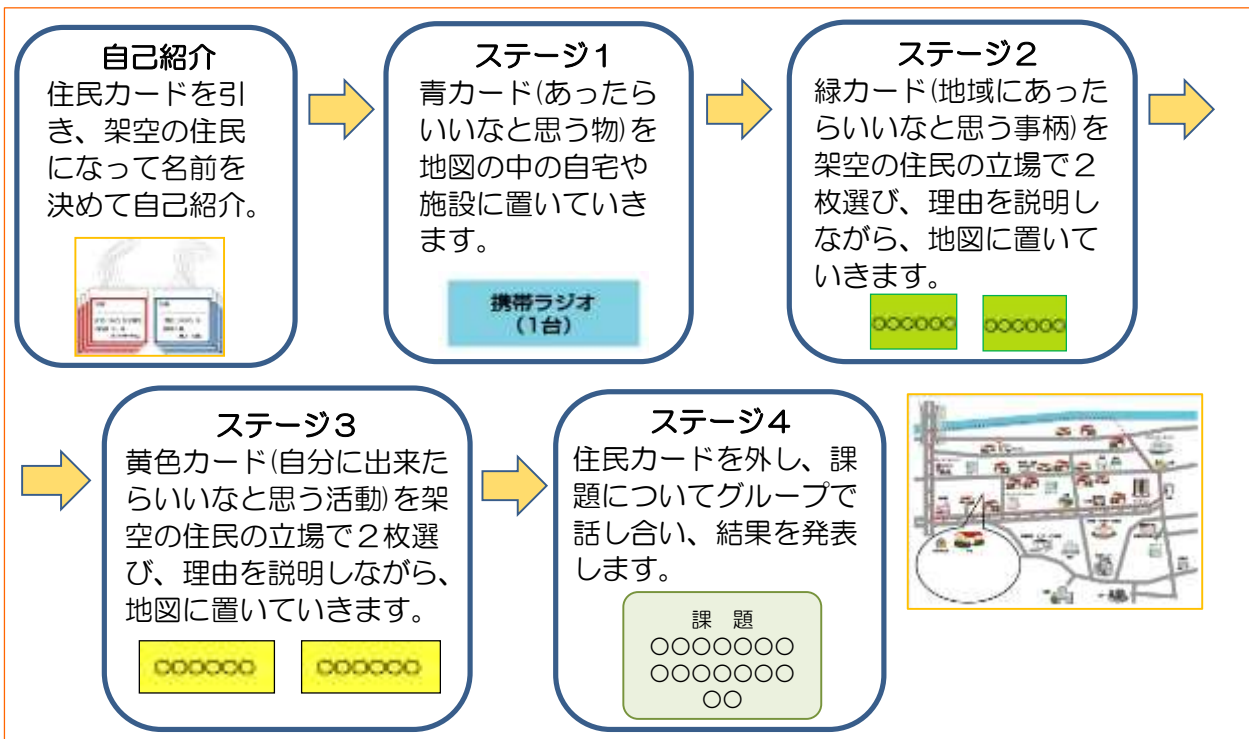 自己紹介
住民カードを引
き、架空の住民
になって名前を
決めて自己紹介。
ステージ１
青カード(あったら
いいなと思う物)を
地図の中の自宅や
施設に置いていき
ます。
携帯ラジオ
（1台）
ステージ２
緑カード(地域にあった
らいいなと思う事柄)を
架空の住民の立場で２
枚選び、理由を説明し
ながら、地図に置いて
いきます。
○○○○○○
○○○○○○
ステージ３
黄色カード(自分に出来た
らいいなと思う活動)を架
空の住民の立場で２枚選
び、理由を説明しながら、
地図に置いていきます。
○○○○○○
○○○○○○
ステージ４
住民カードを外し、課
題についてグループで
話し合い、結果を発表
します。
課　題
○○○○○○○
○○○○○○○
○○